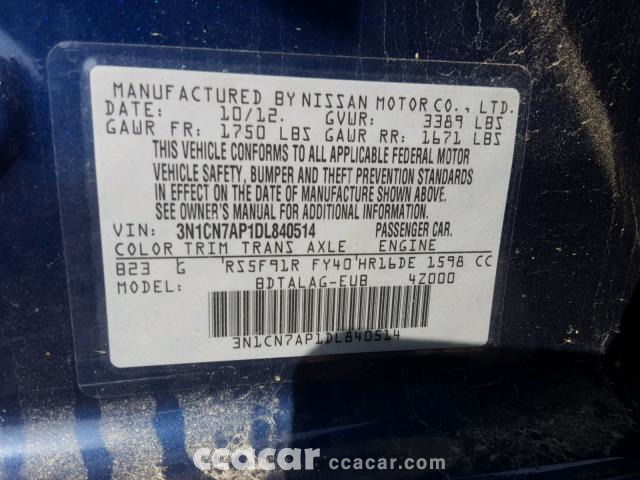 MANUFACTURED BY NISSAN MOTOR CO., LTD.
DATE: 10/12. GVWR: 3389 LBS
GAWR FR: 1750 LBS GAWR RR: 1671 LBS
THIS VEHICLE CONFORMS TO ALL APPLICABLE FEDERAL MOTOR
VEHICLE SAFETY, BUMPER AND THEFT PREVENTION STANDARDS
IN EFFECT ON THE DATE OF MANUFACTURE SHOWN ABOVE.
SEE OWNER'S MANUAL FOR ADDITIONAL INFORMATION.
VIN: 3N1CN7AP1DL840514 PASSENGER CAR.
COLOR TRIM TRANS AXLE ENGINE
B23 G 'RS5F91R FY40'HR16DE 1598 CC
MODEL: BDTALAG-EUB 4Z000
3N1CN7AP1DL840514
ccacar ccacar.com